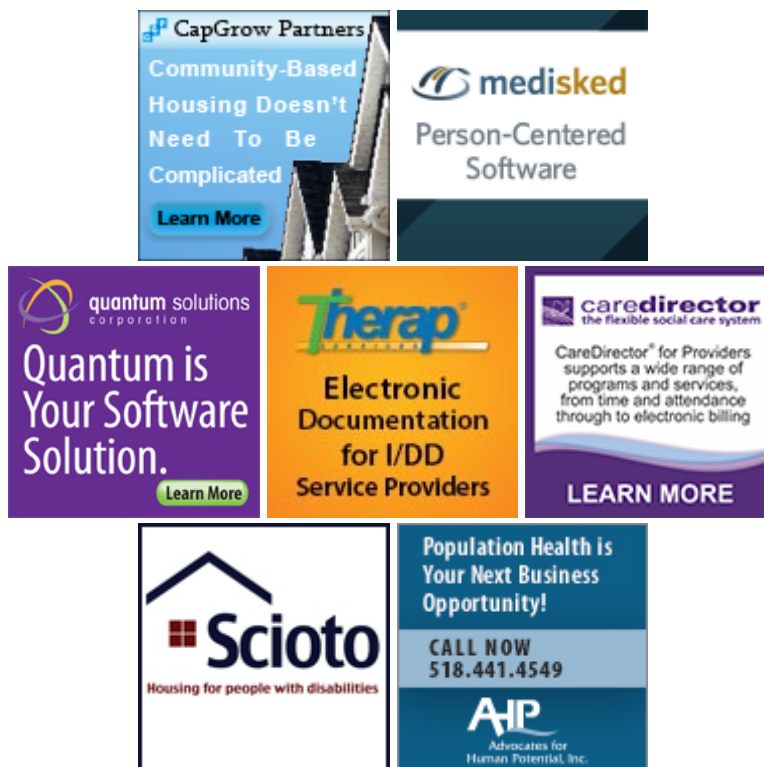 CapGrow Partners
Community-Based
Housing Doesn't
Need To Be
Complicated
Learn More
medisked
Person-Centered
Software
quantum solutions
corporation
Quantum is
Your Software
Solution.
Learn More
Therap®
SERVICES
Electronic
Documentation
for I/DD
Service Providers
caredirector
the flexible social care system
CareDirector® for Providers
supports a wide range of
programs and services,
from time and attendance
through to electronic billing
LEARN MORE
Scioto
Housing for people with disabilities
Population Health is
Your Next Business
Opportunity!
CALL NOW
518.441.4549
AHP
Advocates for
Human Potential, Inc.